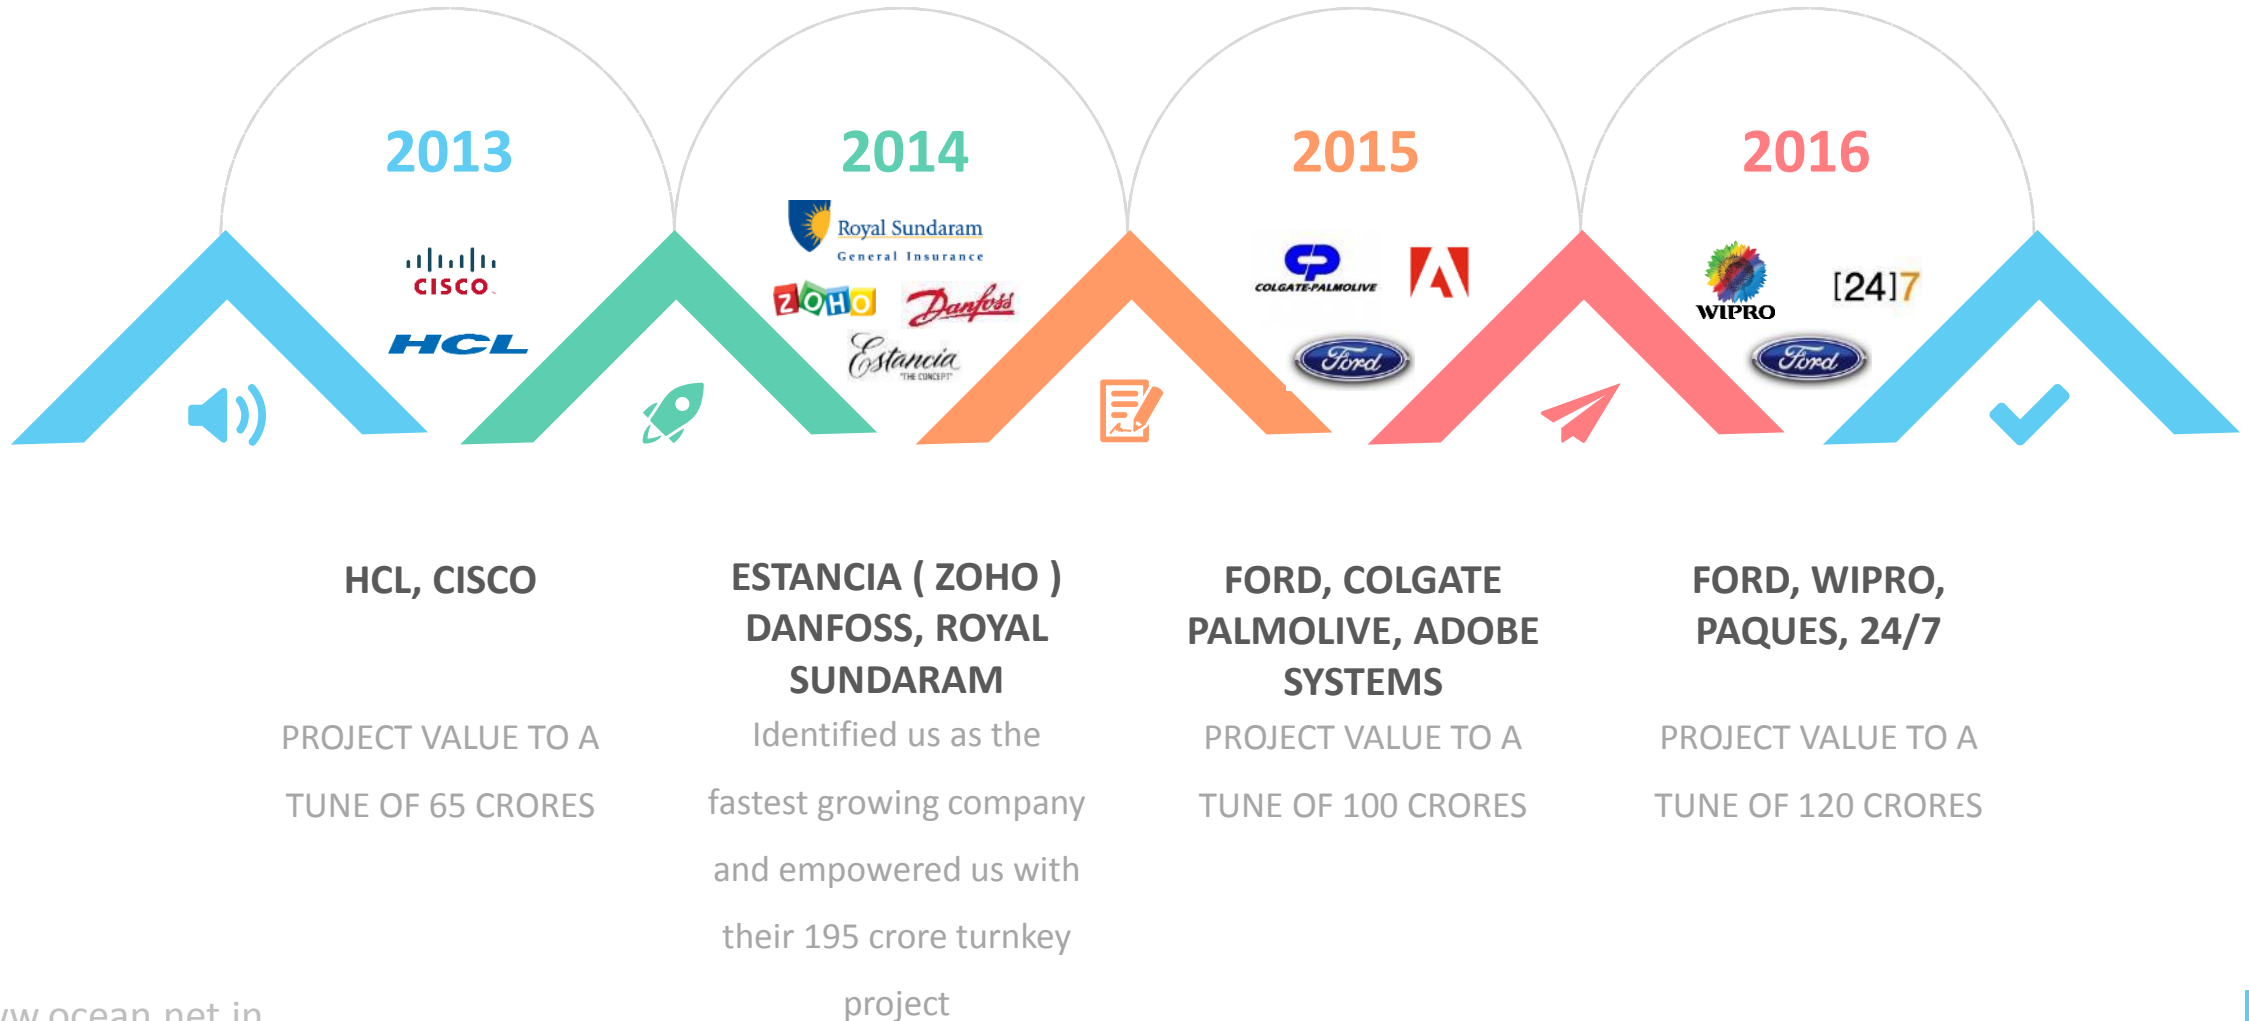 2013
2014
2015
2016
CISCO
HCL
Royal Sundaram
General Insurance
ZOHO
Danfoss
Estancia
"THE CONCEPT"
CP
COLGATE-PALMOLIVE
Ford
WIPRO
[24]7
Ford
HCL, CISCO
PROJECT VALUE TO A
TUNE OF 65 CRORES
ESTANCIA ( ZOHO )
DANFOSS, ROYAL
SUNDARAM
Identified us as the
fastest growing company
and empowered us with
their 195 crore turnkey
project
FORD, COLGATE
PALMOLIVE, ADOBE
SYSTEMS
PROJECT VALUE TO A
TUNE OF 100 CRORES
FORD, WIPRO,
PAQUES, 24/7
PROJECT VALUE TO A
TUNE OF 120 CRORES
w.ocean.net.in